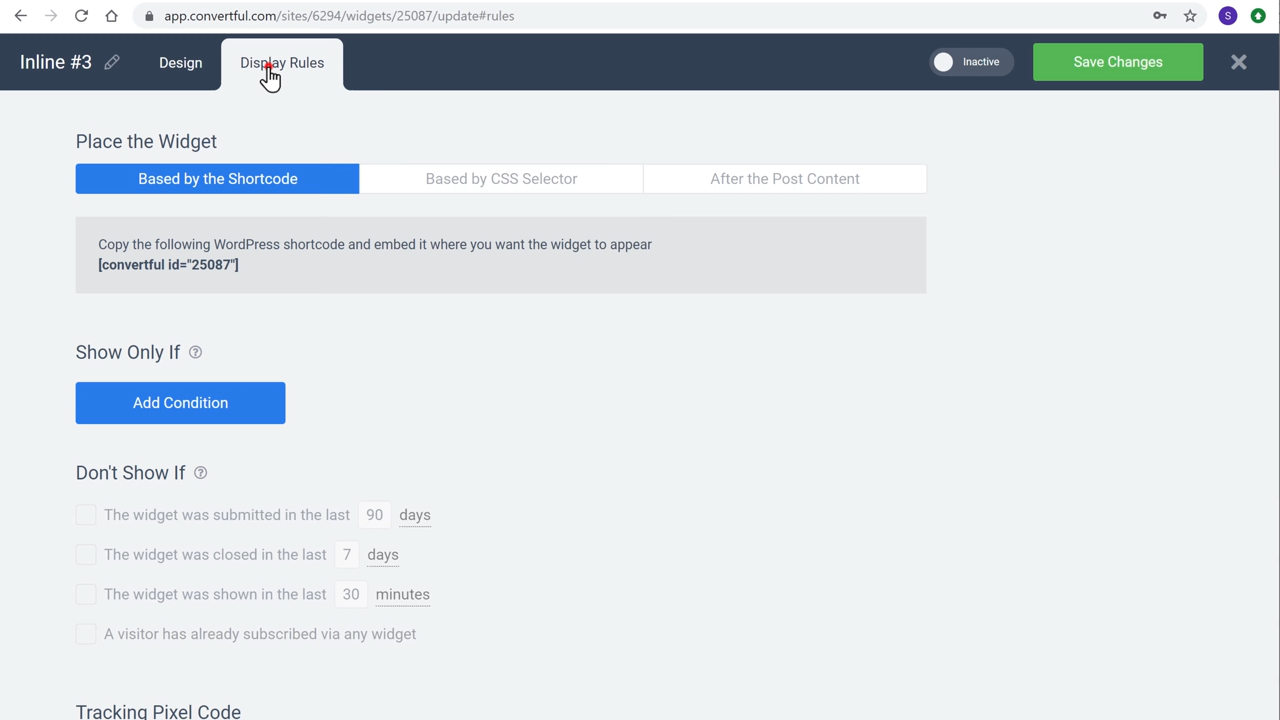 app.convertful.com/sites/6294/widgets/25087/update#rules
S
Inline #3
Design
Display Rules
Inactive
Save Changes
Place the Widget
Based by the Shortcode
Based by CSS Selector
After the Post Content
Copy the following WordPress shortcode and embed it where you want the widget to appear
[convertful id="25087"]
Show Only If ?
Add Condition
Don't Show If ?
The widget was submitted in the last 90 days
The widget was closed in the last 7 days
The widget was shown in the last 30 minutes
A visitor has already subscribed via any widget
Tracking Pixel Code